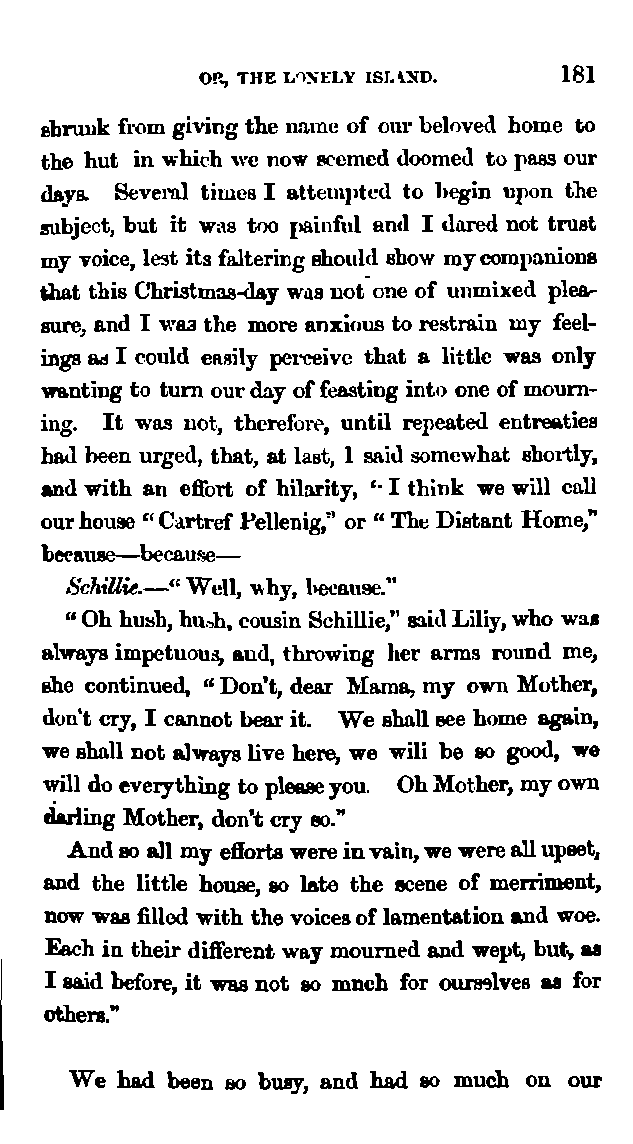 OR, THE LONELY ISLAND. 181
shrunk from giving the name of our beloved home to
the hut in which we now seemed doomed to pass our
days. Several times I attempted to begin upon the
subject, but it was too painful and I dared not trust
my voice, lest its faltering should show my companions
that this Christmas-day was not one of unmixed plea-
sure, and I was the more anxious to restrain my feel-
ings as I could easily perceive that a little was only
wanting to turn our day of feasting into one of mourn-
ing. It was not, therefore, until repeated entreaties
had been urged, that, at last, I said somewhat shortly,
and with an effort of hilarity, "I think we will call
our house "Cartref Pellenig," or "The Distant Home,"
because—because—
Schillie.—"Well, why, because."
"Oh hush, hush, cousin Schillie," said Liliy, who was
always impetuous, and, throwing her arms round me,
she continued, "Don't, dear Mama, my own Mother,
don't cry, I cannot bear it. We shall see home again,
we shall not always live here, we will be so good, we
will do everything to please you. Oh Mother, my own
darling Mother, don't cry so."
And so all my efforts were in vain, we were all upset,
and the little house, so late the scene of merriment,
now was filled with the voices of lamentation and woe.
Each in their different way mourned and wept, but, as
I said before, it was not so mnch for ourselves as for
others."
We had been so busy, and had so much on our